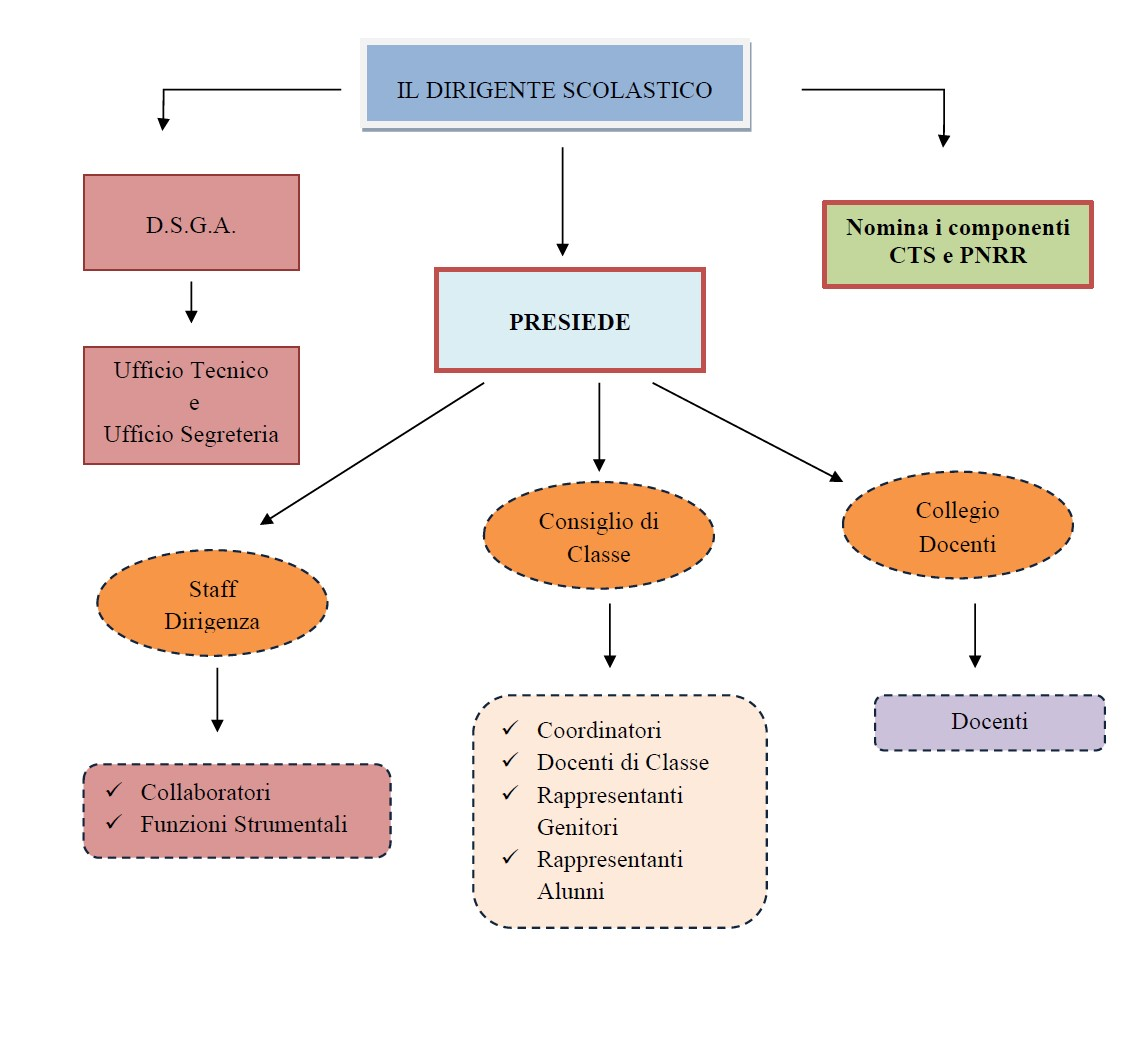 IL DIRIGENTE SCOLASTICO
D.S.G.A.
Nomina i componenti
CTS e PNRR
PRESIEDE
Ufficio Tecnico
e
Ufficio Segreteria
Staff
Dirigenza
Consiglio di
Classe
Collegio
Docenti
✓ Collaboratori
✓ Funzioni Strumentali
✓ Coordinatori
✓ Docenti di Classe
✓ Rappresentanti
Genitori
✓ Rappresentanti
Alunni
Docenti